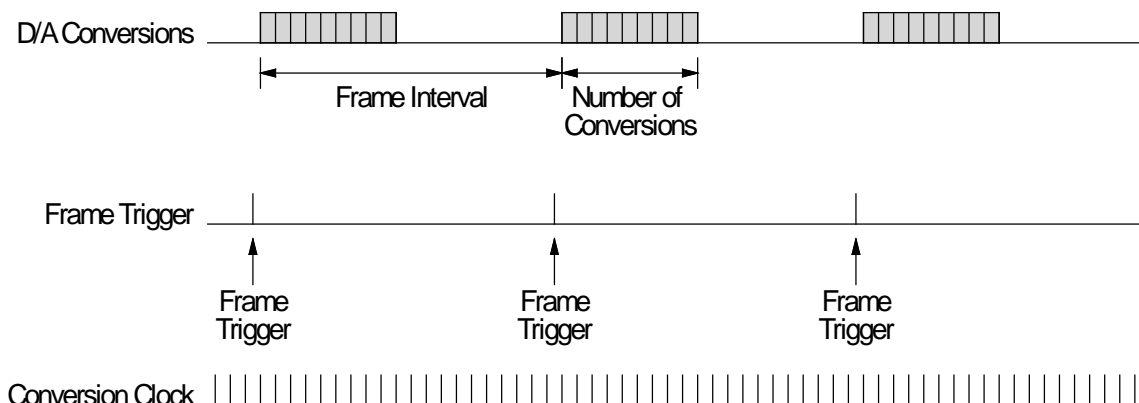 D/A Conversions
Frame Interval
Number of
Conversions
Frame Trigger
Frame
Trigger
Frame
Trigger
Frame
Trigger
Conversion Clock